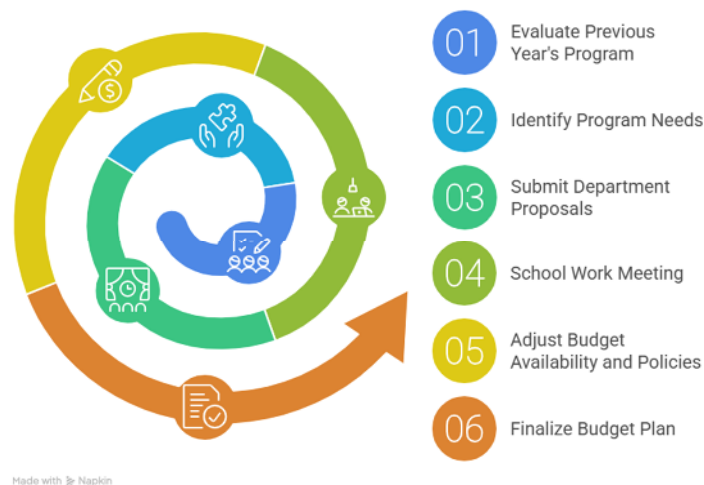 01
Evaluate Previous
Year's Program
02
Identify Program Needs
03
Submit Department
Proposals
04
School Work Meeting
05
Adjust Budget
Availability and Policies
06
Finalize Budget Plan
$
Made with Napkin